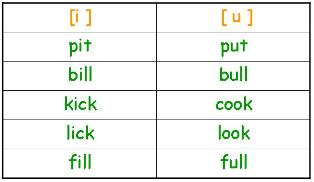 [i ] [ u ]
pit put
bill bull
kick cook
lick look
fill full